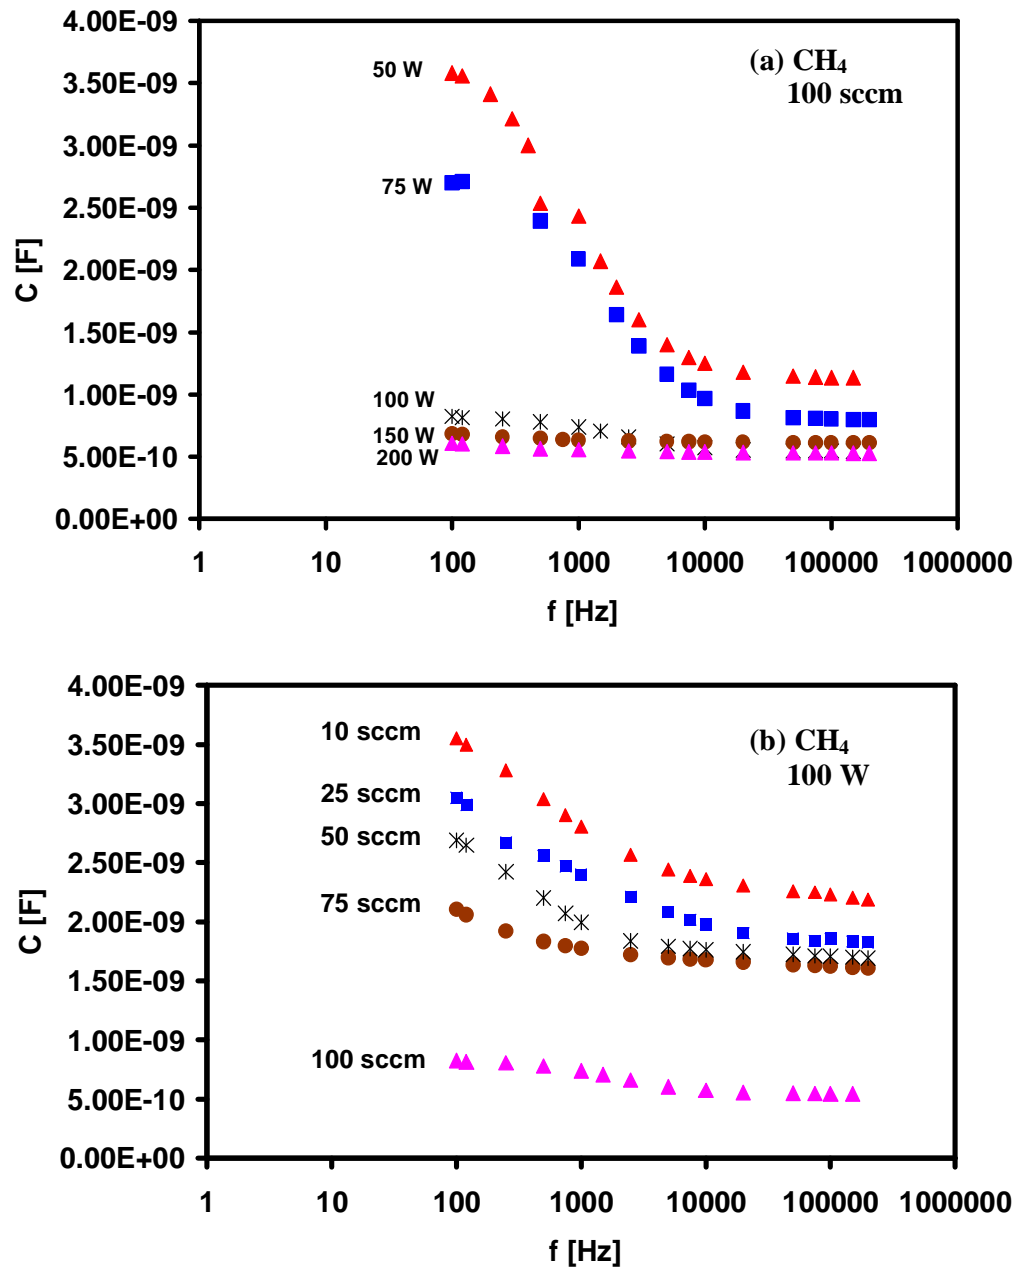 4.00E-09
3.50E-09
3.00E-09
2.50E-09
2.00E-09
1.50E-09
1.00E-09
5.00E-10
0.00E+00
C [F]
50 W
75 W
100 W
150 W
200 W
(a) CH₄
100 sccm
1 10 100 1000 10000 100000 1000000
f [Hz]
4.00E-09
3.50E-09
3.00E-09
2.50E-09
2.00E-09
1.50E-09
1.00E-09
5.00E-10
0.00E+00
C [F]
10 sccm
25 sccm
50 sccm
75 sccm
100 sccm
(b) CH₄
100 W
1 10 100 1000 10000 100000 1000000
f [Hz]